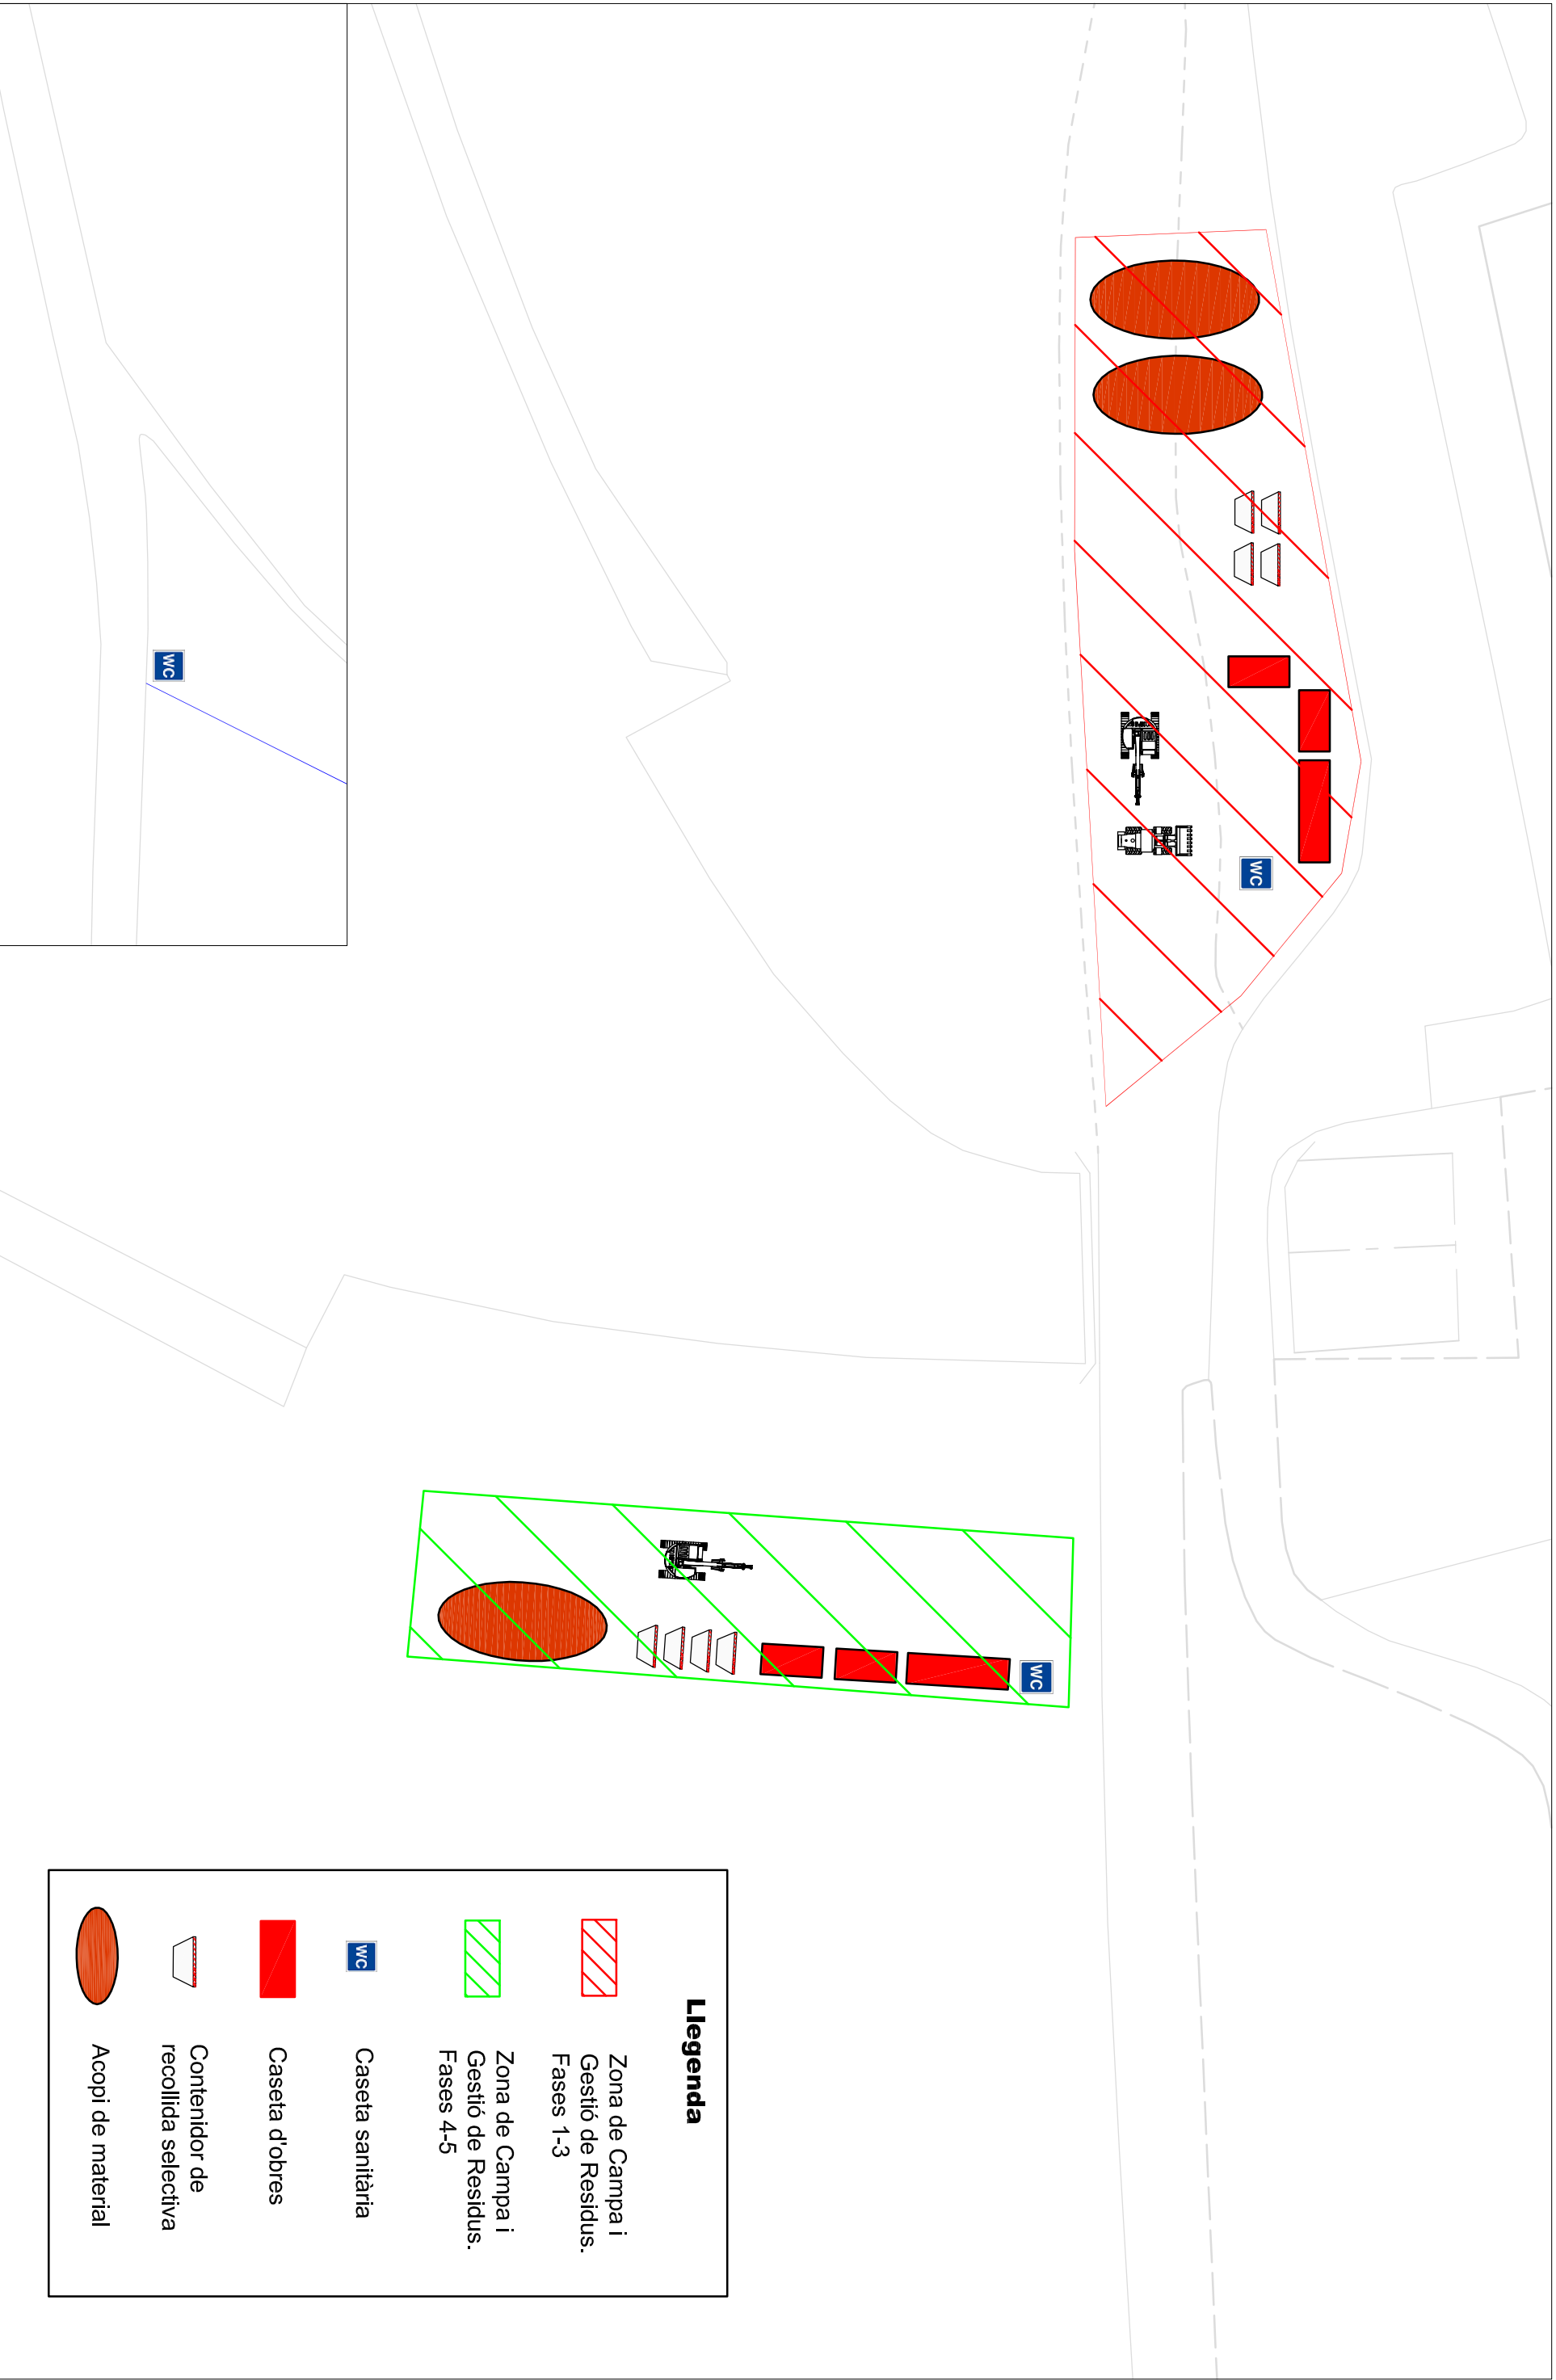 WC
WC
WC
Llegenda
Zona de Campa i
Gestió de Residus.
Fases 1-3
Zona de Campa i
Gestió de Residus.
Fases 4-5
WC
Caseta sanitària
Caseta d'obres
Contenidor de
recollida selectiva
Acopi de material